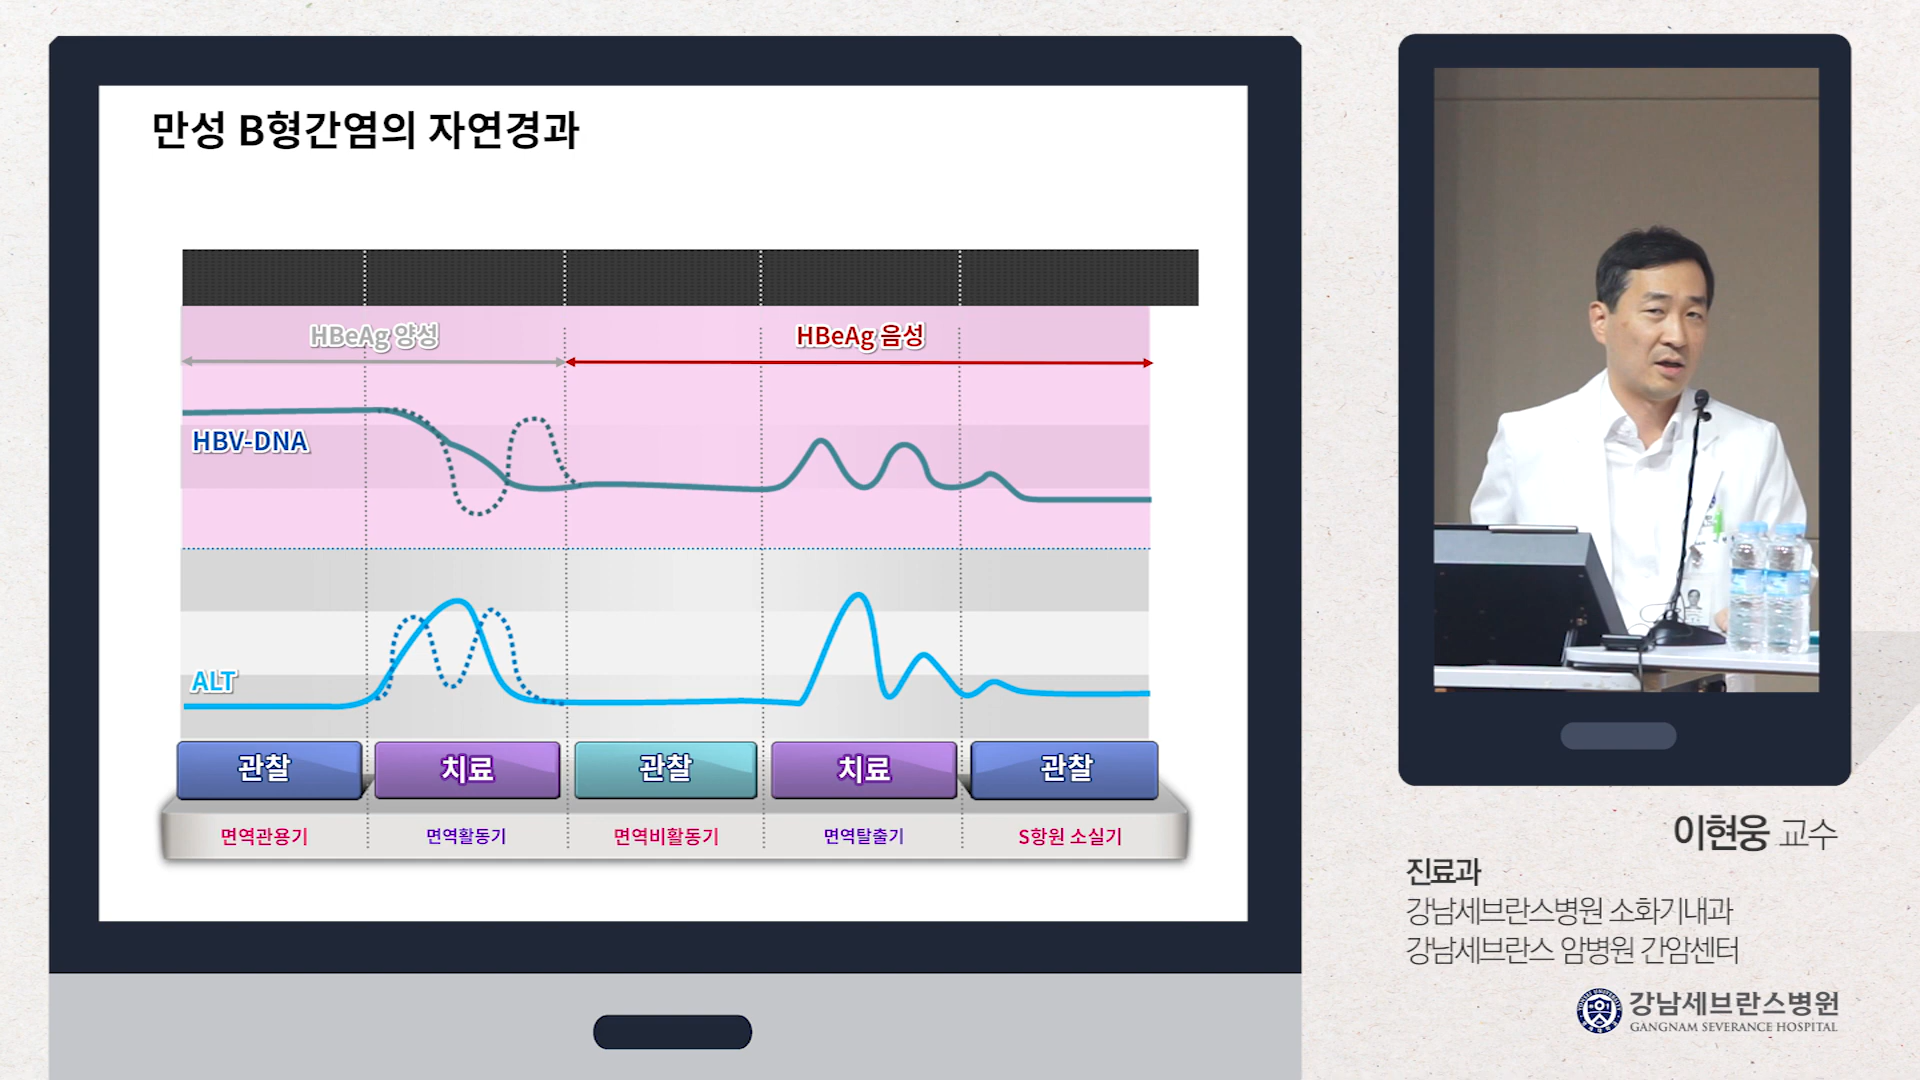 만성 B형간염의 자연경과
HBeAg 양성
HBeAg 음성
HBV-DNA
ALT
관찰
치료
관찰
치료
관찰
면역관용기
면역활동기
면역비활동기
면역탈출기
S항원 소실기
이현웅 교수
진료과
강남세브란스병원 소화기내과
강남세브란스 암병원 간암센터
강남세브란스병원
GANGNAM SEVERANCE HOSPITAL